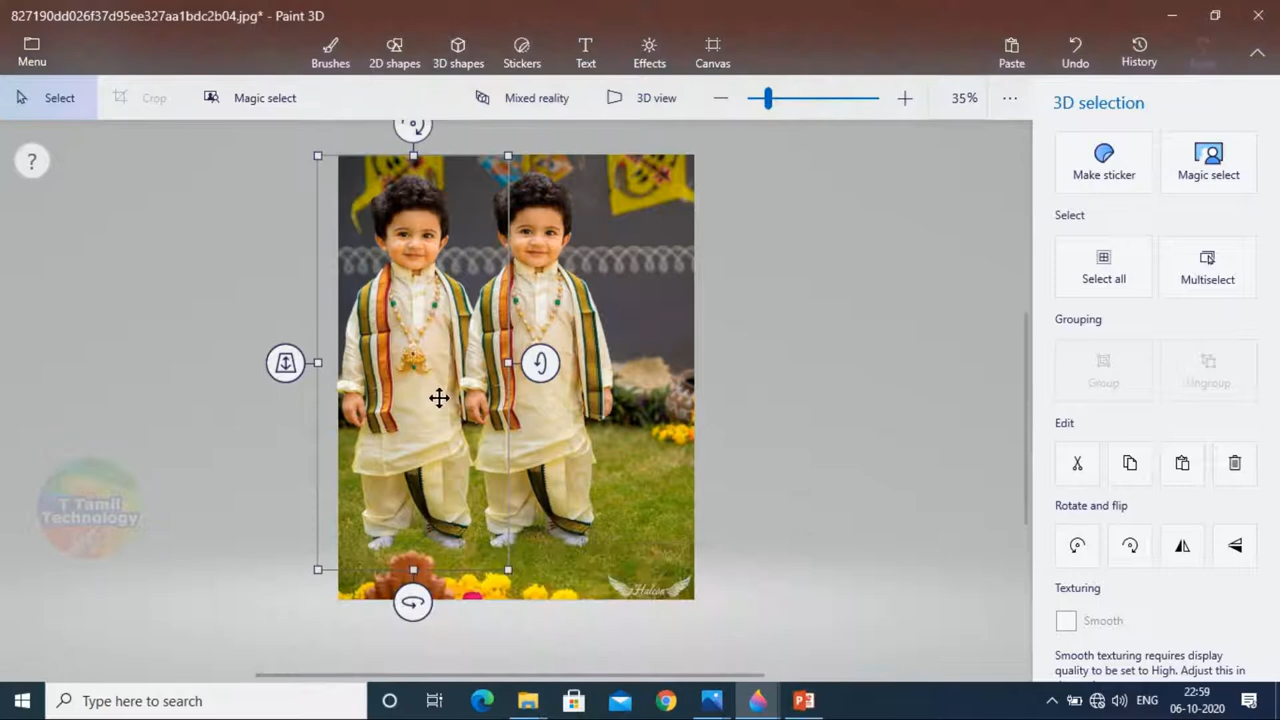 827190dd026f37d95ee327aa1bdc2b04.jpg* - Paint 3D
Menu
Brushes
2D shapes
3D shapes
Stickers
Text
Effects
Canvas
Paste
Undo
History
Redo
Select
Crop
Magic select
Mixed reality
3D view
35%
3D selection
?
Make sticker
Magic select
Select
Select all
Multiselect
Grouping
Group
Ungroup
Edit
Rotate and flip
Texturing
Smooth
Smooth texturing requires display
quality to be set to High. Adjust this in
T Tamil
Technology
Halcon
Type here to search
ENG
22:59
06-10-2020